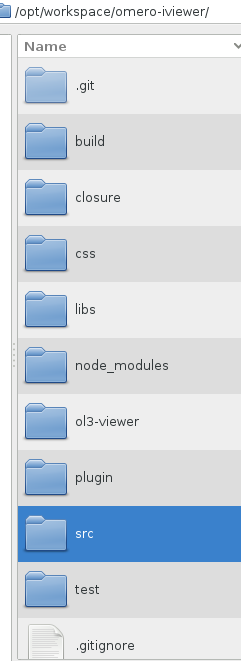 /opt/workspace/omero-iviewer/
Name
.git
build
closure
css
libs
node_modules
ol3-viewer
plugin
src
test
.gitignore